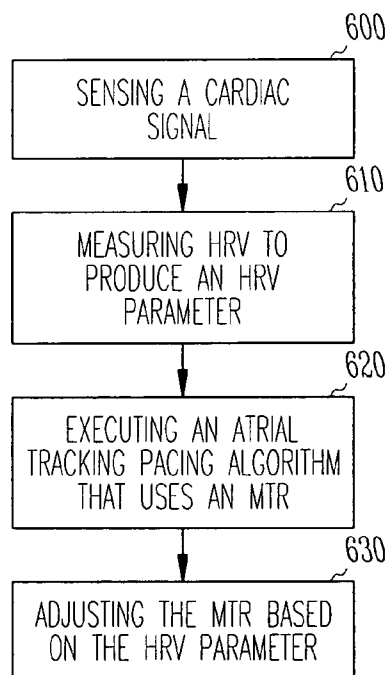 600
SENSING A CARDIAC
SIGNAL
610
MEASURING HRV TO
PRODUCE AN HRV
PARAMETER
620
EXECUTING AN ATRIAL
TRACKING PACING ALGORITHM
THAT USES AN MTR
630
ADJUSTING THE MTR BASED
ON THE HRV PARAMETER